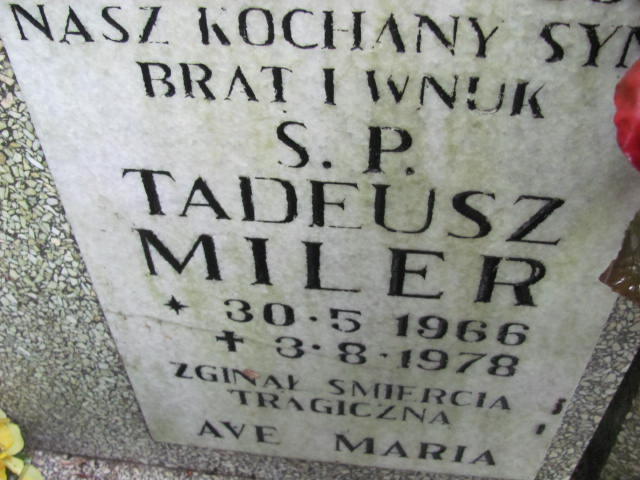 NASZ KOCHANY SYN
BRAT I WNUK
S. P.
TADEUSZ
MILER
30·5 1966
3·8·1978
ZGINAŁ SMIERCIA
TRAGICZNA
AVE MARIA